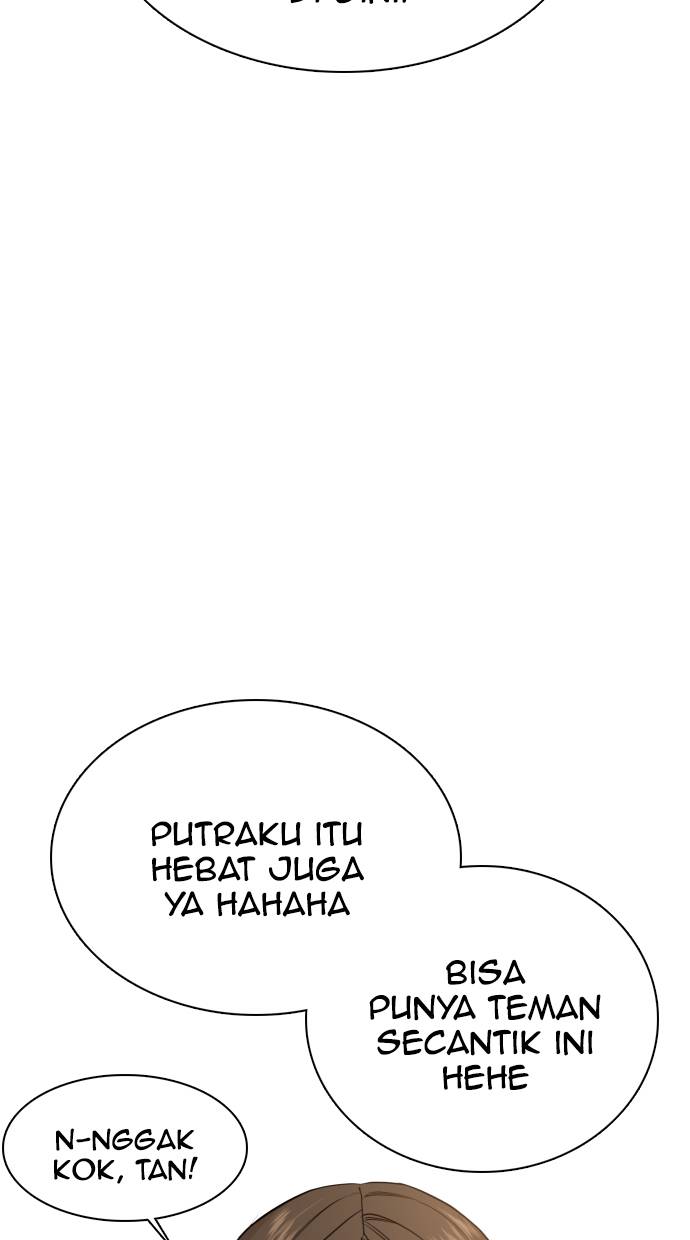 PUTRAKU ITU
HEBAT JUGA
YA HAHAHA
BISA
PUNYA TEMAN
SECANTIK INI
HEHE
N-NGGAK
KOK, TAN!